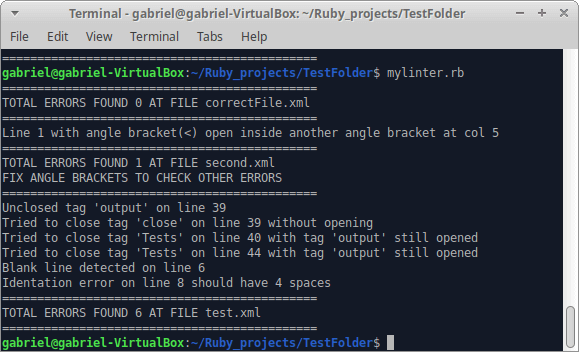 Terminal - gabriel@gabriel-VirtualBox: ~/Ruby_projects/TestFolder
File Edit View Terminal Tabs Help
=============================================
gabriel@gabriel-VirtualBox:~/Ruby_projects/TestFolder$ mylinter.rb
=============================================
TOTAL ERRORS FOUND 0 AT FILE correctFile.xml
=============================================
Line 1 with angle bracket(<) open inside another angle bracket at col 5
=============================================
TOTAL ERRORS FOUND 1 AT FILE second.xml
FIX ANGLE BRACKETS TO CHECK OTHER ERRORS
=============================================
Unclosed tag 'output' on line 39
Tried to close tag 'close' on line 39 without opening
Tried to close tag 'Tests' on line 40 with tag 'output' still opened
Tried to close tag 'Tests' on line 44 with tag 'output' still opened
Blank line detected on line 6
Identation error on line 8 should have 4 spaces
=============================================
TOTAL ERRORS FOUND 6 AT FILE test.xml
=============================================
gabriel@gabriel-VirtualBox:~/Ruby_projects/TestFolder$